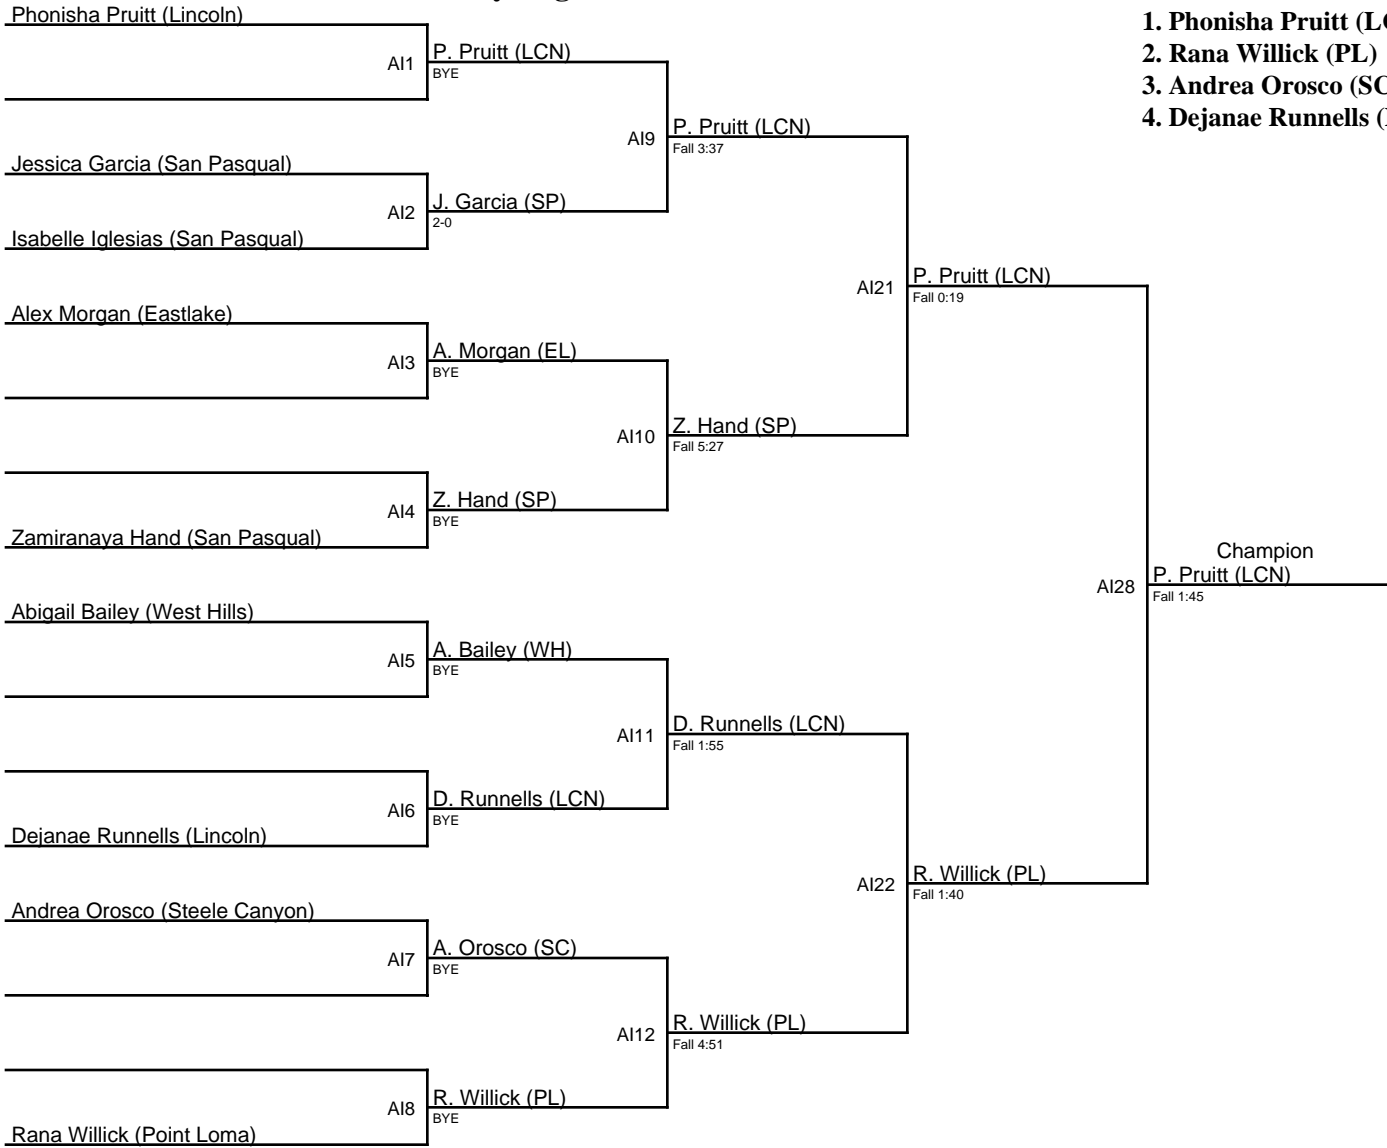 1. Phonisha Pruitt (LC
2. Rana Willick (PL)
3. Andrea Orosco (SC
4. Dejanae Runnells (
Phonisha Pruitt (Lincoln)
AI1
P. Pruitt (LCN)
BYE
AI9
P. Pruitt (LCN)
Fall 3:37
Jessica Garcia (San Pasqual)
AI2
J. Garcia (SP)
2-0
Isabelle Iglesias (San Pasqual)
AI21
P. Pruitt (LCN)
Fall 0:19
Alex Morgan (Eastlake)
AI3
A. Morgan (EL)
BYE
AI10
Z. Hand (SP)
Fall 5:27
AI4
Z. Hand (SP)
BYE
Zamiranaya Hand (San Pasqual)
Champion
AI28
P. Pruitt (LCN)
Fall 1:45
Abigail Bailey (West Hills)
AI5
A. Bailey (WH)
BYE
AI11
D. Runnells (LCN)
Fall 1:55
AI6
D. Runnells (LCN)
BYE
Dejanae Runnells (Lincoln)
AI22
R. Willick (PL)
Fall 1:40
Andrea Orosco (Steele Canyon)
AI7
A. Orosco (SC)
BYE
AI12
R. Willick (PL)
Fall 4:51
AI8
R. Willick (PL)
BYE
Rana Willick (Point Loma)